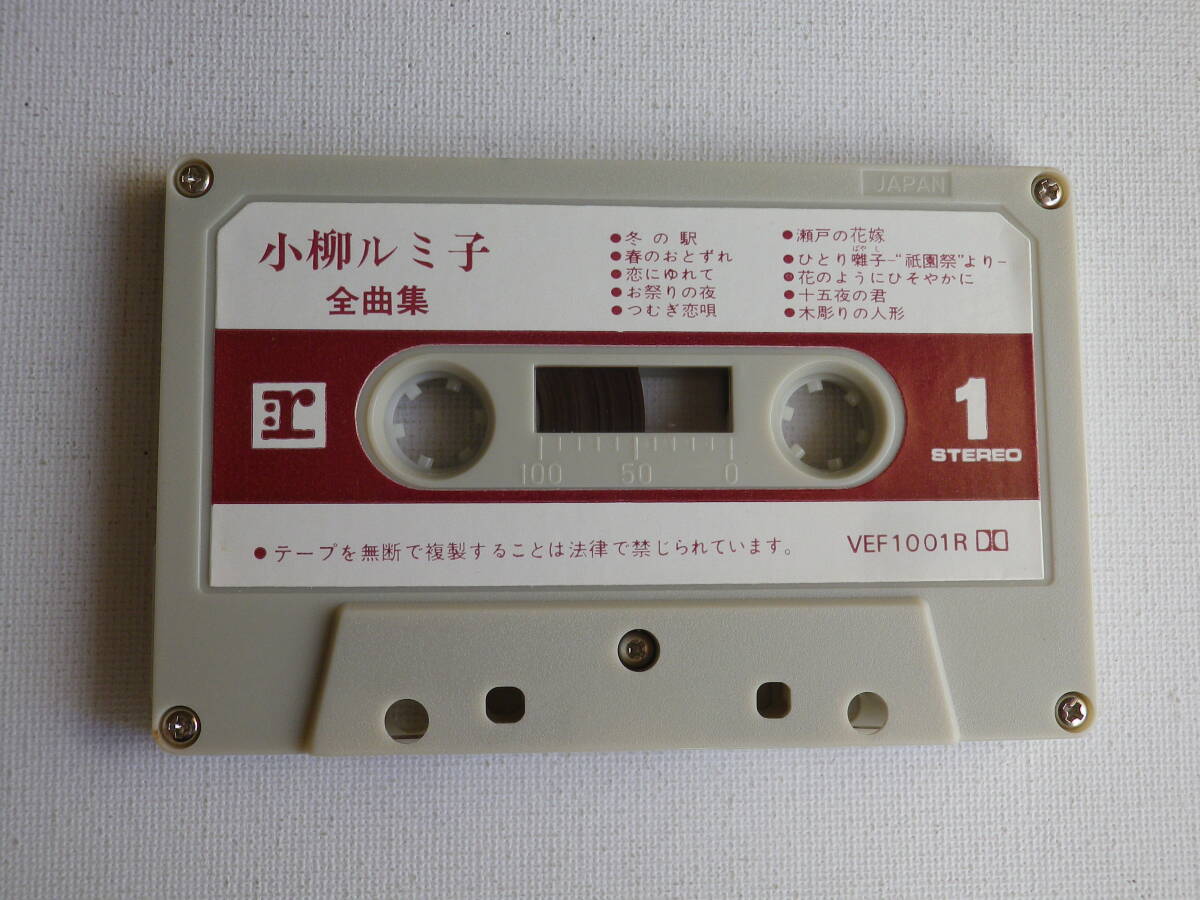 JAPAN
小柳ルミ子
全曲集
●冬の駅
●春のおとずれ
●恋にゆれて
●お祭りの夜
●つむぎ恋唄
●瀬戸の花嫁
ばやし
●ひとり囃子-“祇園祭”より-
●花のようにひそやかに
●十五夜の君
●木彫りの人形
r
100 50 0
1
STEREO
●テープを無断で複製することは法律で禁じられています。
VEF1001R